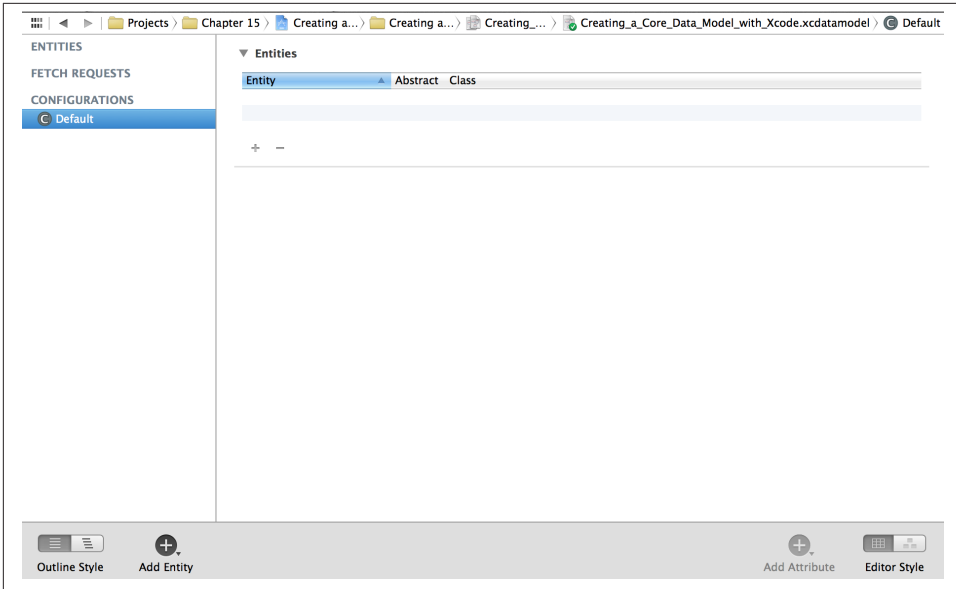 Projects Chapter 15 Creating a... Creating a... Creating_... Creating_a_Core_Data_Model_with_Xcode.xcdatamodel C Default
ENTITIES
FETCH REQUESTS
CONFIGURATIONS
C Default
Entities
Entity Abstract Class
+ −
Outline Style Add Entity Add Attribute Editor Style